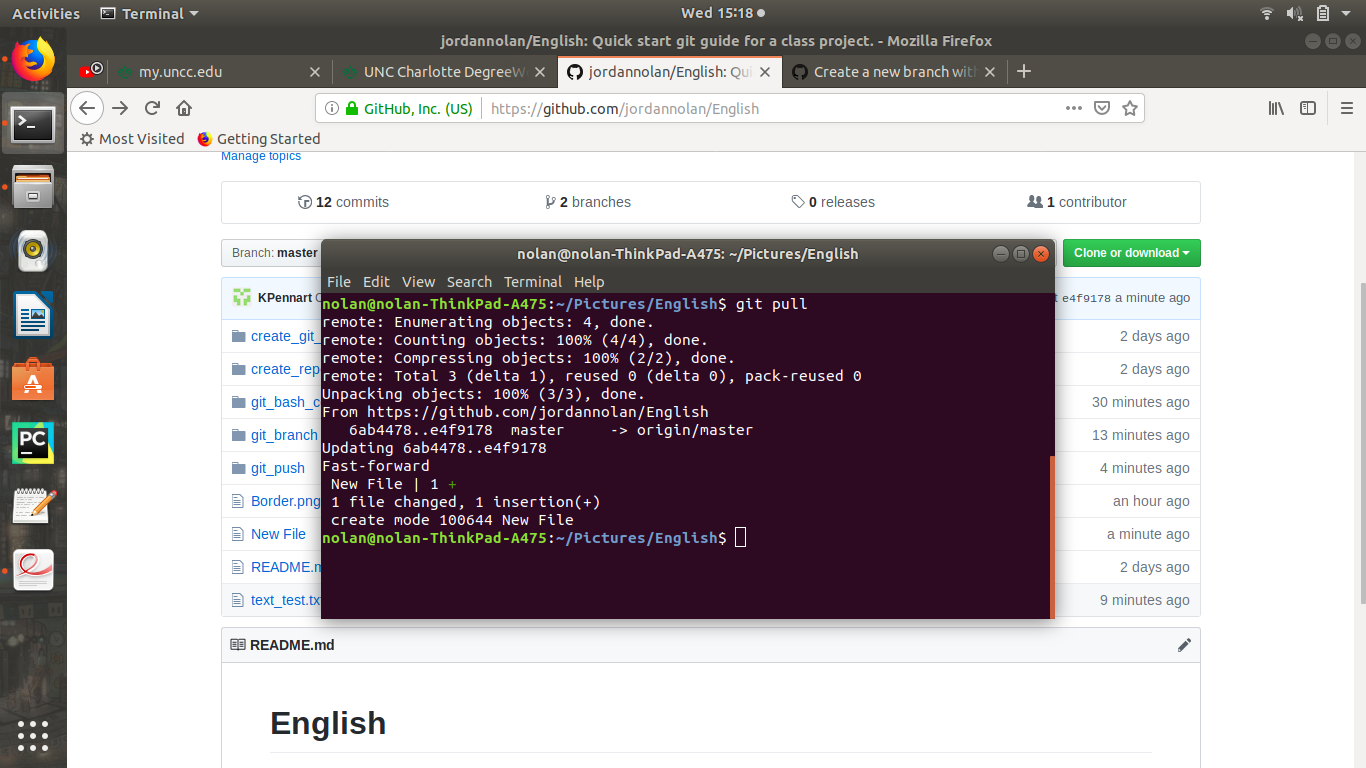 Activities Terminal Wed 15:18
jordannolan/English: Quick start git guide for a class project. - Mozilla Firefox
my.uncc.edu UNC Charlotte DegreeW jordannolan/English: Qui Create a new branch with
GitHub, Inc. (US) https://github.com/jordannolan/English
Most Visited Getting Started
Manage topics
12 commits 2 branches 0 releases 1 contributor
Branch: master Clone or download
nolan@nolan-ThinkPad-A475: ~/Pictures/English
File Edit View Search Terminal Help
nolan@nolan-ThinkPad-A475:~/Pictures/English$ git pull
remote: Enumerating objects: 4, done.
remote: Counting objects: 100% (4/4), done.
remote: Compressing objects: 100% (2/2), done.
remote: Total 3 (delta 1), reused 0 (delta 0), pack-reused 0
Unpacking objects: 100% (3/3), done.
From https://github.com/jordannolan/English
6ab4478..e4f9178 master -> origin/master
Updating 6ab4478..e4f9178
Fast-forward
New File | 1 +
1 file changed, 1 insertion(+)
create mode 100644 New File
nolan@nolan-ThinkPad-A475:~/Pictures/English$
KPennart e4f9178 a minute ago
create_git_ 2 days ago
create_rep 2 days ago
git_bash_c 30 minutes ago
git_branch 13 minutes ago
git_push 4 minutes ago
Border.png an hour ago
New File a minute ago
README.m 2 days ago
text_test.tx 9 minutes ago
README.md
English
PC